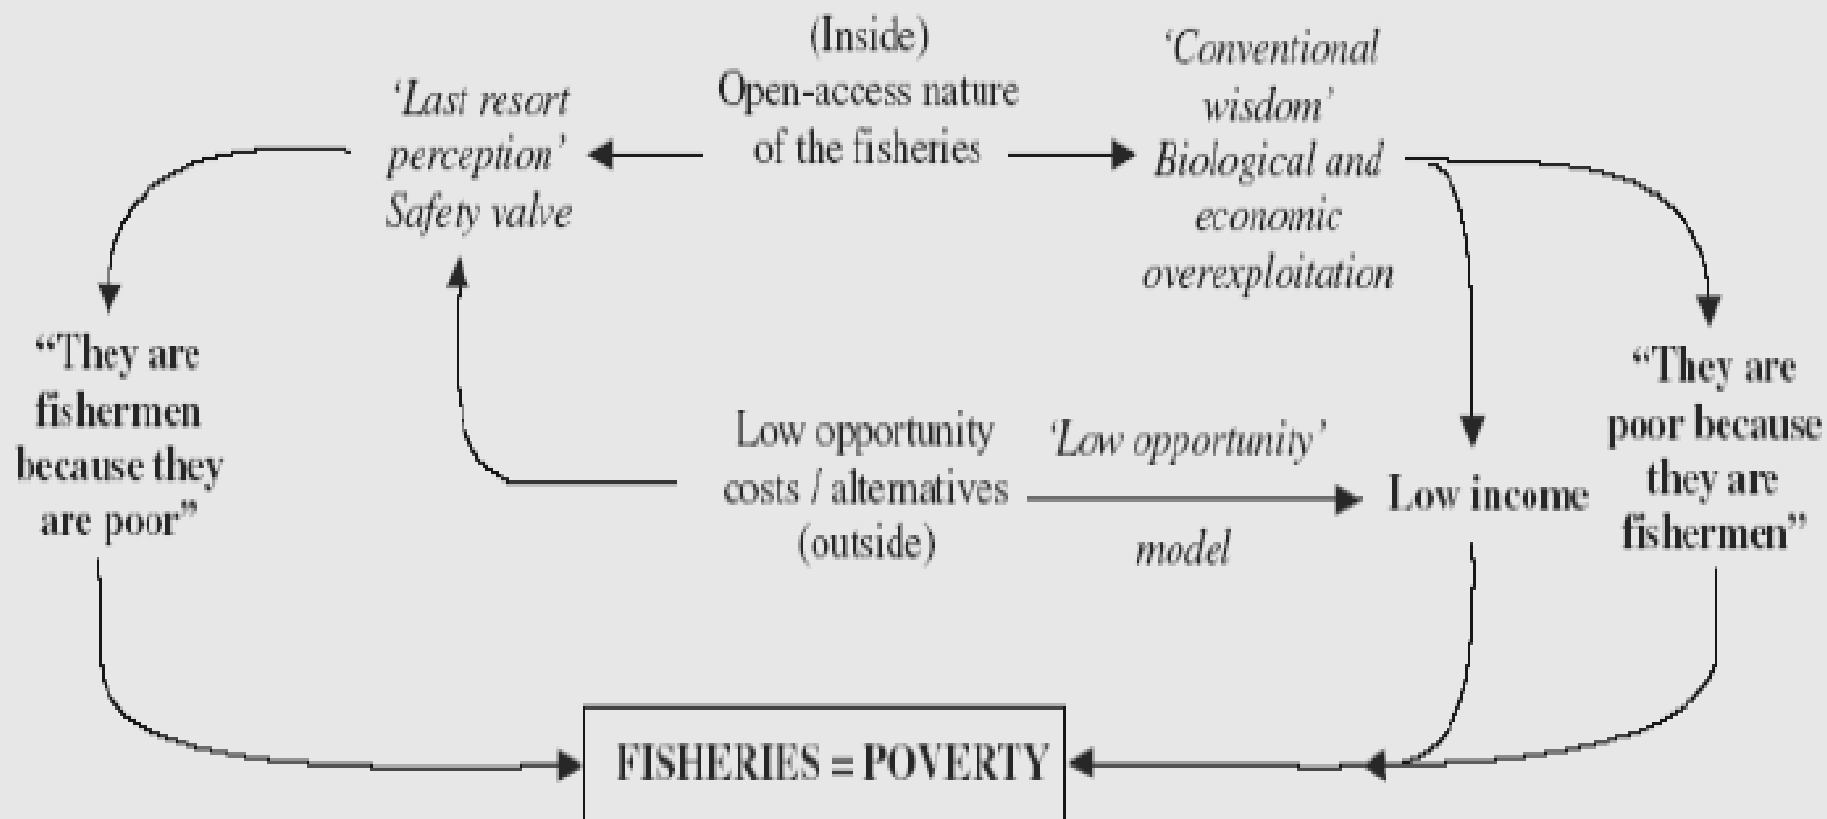 (Inside)
Open-access nature
of the fisheries
‘Last resort
perception’
Safety valve
‘Conventional
wisdom’
Biological and
economic
overexploitation
“They are
fishermen
because they
are poor”
Low opportunity
costs / alternatives
(outside)
‘Low opportunity’
model
Low income
“They are
poor because
they are
fishermen”
FISHERIES = POVERTY